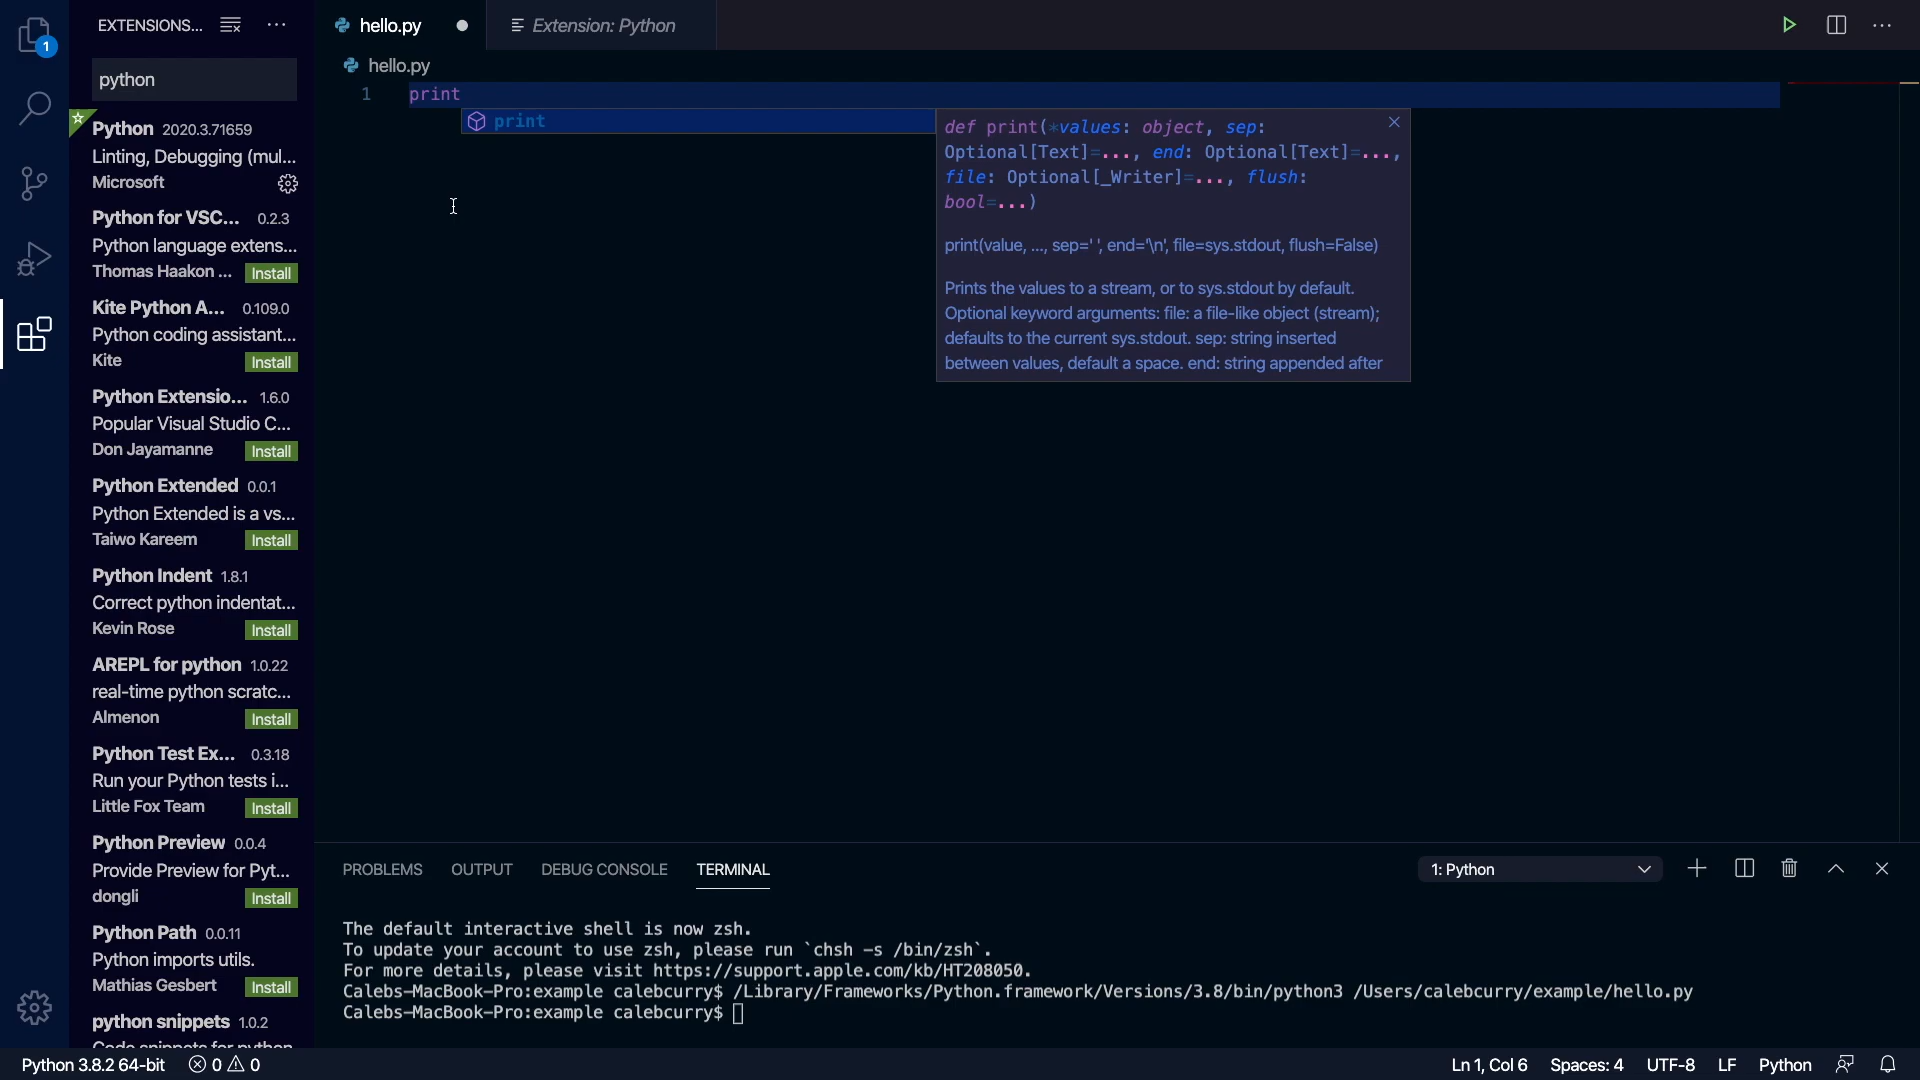 EXTENSIONS...
python
Python 2020.3.71659
Linting, Debugging (mul...
Microsoft
Python for VSC... 0.2.3
Python language extens...
Thomas Haakon ... Install
Kite Python A... 0.109.0
Python coding assistant...
Kite Install
Python Extensio... 1.6.0
Popular Visual Studio C...
Don Jayamanne Install
Python Extended 0.0.1
Python Extended is a vs...
Taiwo Kareem Install
Python Indent 1.8.1
Correct python indentat...
Kevin Rose Install
AREPL for python 1.0.22
real-time python scratc...
Almenon Install
Python Test Ex... 0.3.18
Run your Python tests i...
Little Fox Team Install
Python Preview 0.0.4
Provide Preview for Pyt...
dongli Install
Python Path 0.0.11
Python imports utils.
Mathias Gesbert Install
python snippets 1.0.2
1
hello.py
Extension: Python
hello.py
1 print
print
def print(*values: object, sep:
Optional[Text]=..., end: Optional[Text]=...,
file: Optional[_Writer]=..., flush:
bool=...)
print(value, ..., sep=' ', end='\n', file=sys.stdout, flush=False)
Prints the values to a stream, or to sys.stdout by default.
Optional keyword arguments: file: a file-like object (stream);
defaults to the current sys.stdout. sep: string inserted
between values, default a space. end: string appended after
PROBLEMS OUTPUT DEBUG CONSOLE TERMINAL
1: Python
The default interactive shell is now zsh.
To update your account to use zsh, please run `chsh -s /bin/zsh`.
For more details, please visit https://support.apple.com/kb/HT208050.
Calebs-MacBook-Pro:example calebcurry$ /Library/Frameworks/Python.framework/Versions/3.8/bin/python3 /Users/calebcurry/example/hello.py
Calebs-MacBook-Pro:example calebcurry$
Python 3.8.2 64-bit 0 0
Ln 1, Col 6 Spaces: 4 UTF-8 LF Python